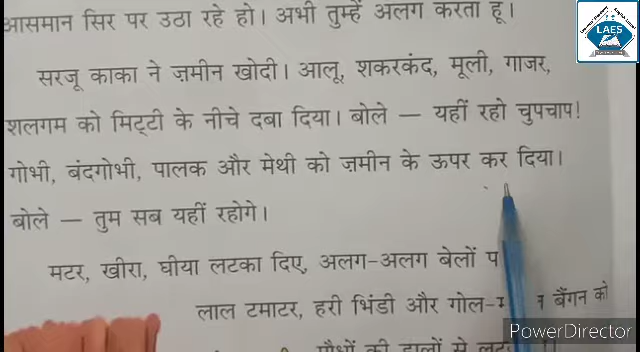 आसमान सिर पर उठा रहे हो। अभी तुम्हें अलग करता हू।
LAES
सरजू काका ने ज़मीन खोदी। आलू, शकरकंद, मूली, गाजर,
शलगम को मिट्टी के नीचे दबा दिया। बोले — यहीं रहो चुपचाप!
गोभी, बंदगोभी, पालक और मेथी को ज़मीन के ऊपर कर दिया।
बोले — तुम सब यहीं रहोगे।
मटर, खीरा, घीया लटका दिए, अलग-अलग बेलों प
लाल टमाटर, हरी भिंडी और गोल- बैंगन को
PowerDirector
पौधों की डालों से